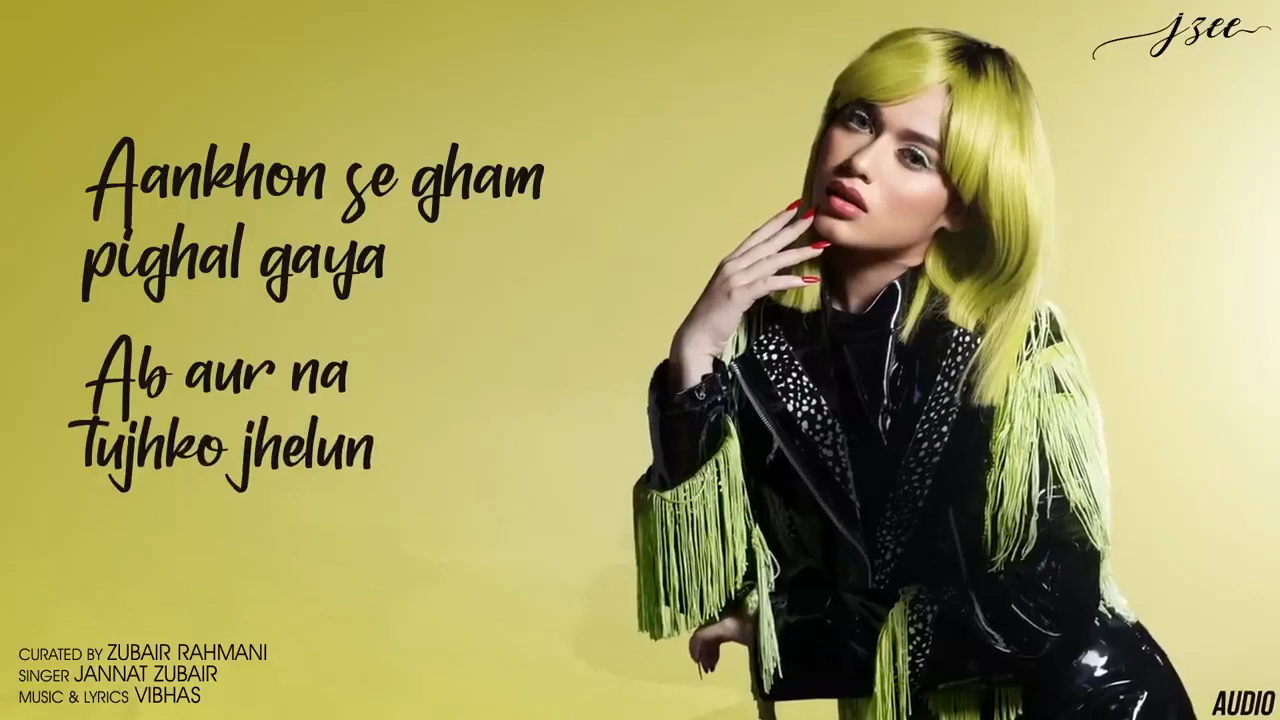 jzee
Aankhon se gham
pighal gaya
Ab aur na
Tujhko jhelun
CURATED BY ZUBAIR RAHMANI
SINGER JANNAT ZUBAIR
MUSIC & LYRICS VIBHAS
AUDIO